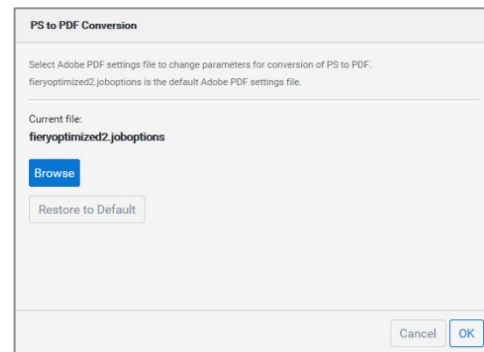 PS to PDF Conversion
Select Adobe PDF settings file to change parameters for conversion of PS to PDF.
fieryoptimized2.joboptions is the default Adobe PDF settings file.
Current file:
fieryoptimized2.joboptions
Browse
Restore to Default
Cancel OK